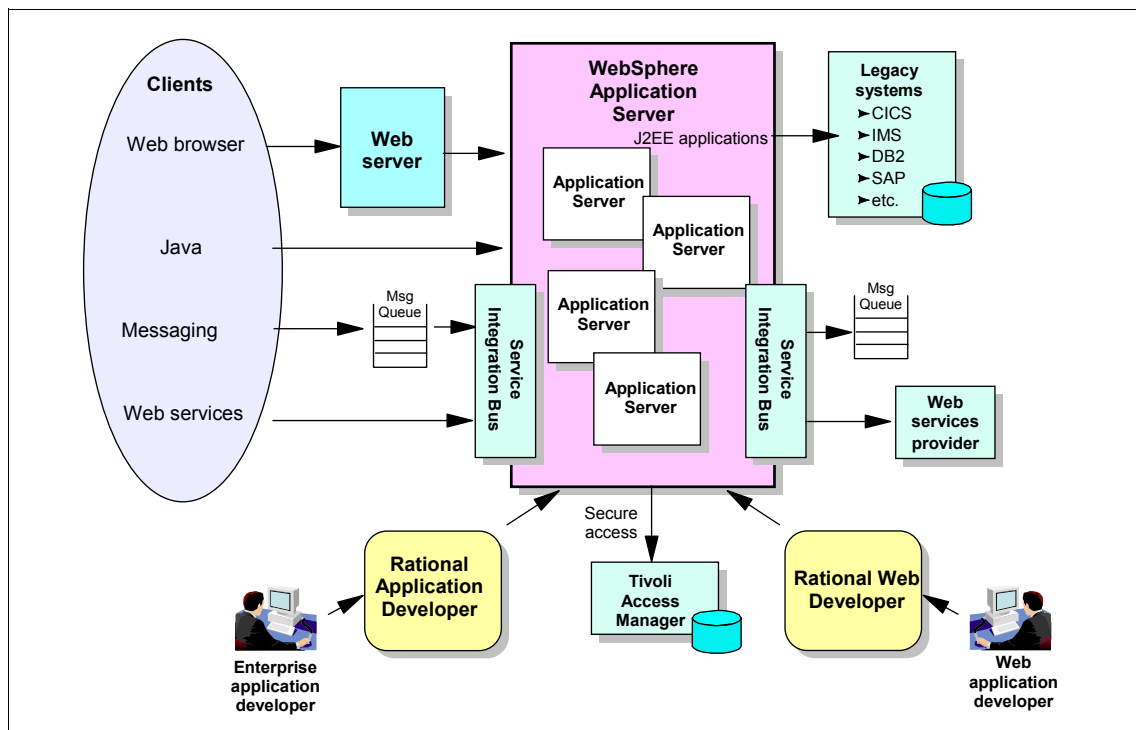 Clients
Web browser
Java
Messaging
Web services
Web
server
Msg
Queue
Service
Integration Bus
WebSphere
Application
Server
J2EE applications
Application
Server
Application
Server
Application
Server
Application
Server
Legacy
systems
➤CICS
➤IMS
➤DB2
➤SAP
➤etc.
Service
Integration Bus
Msg
Queue
Web
services
provider
Secure
access
Rational
Application
Developer
Tivoli
Access
Manager
Rational Web
Developer
Enterprise
application
developer
Web
application
developer